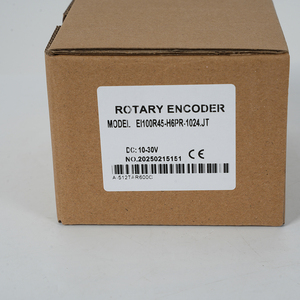 ROTARY ENCODER
MODEl. EI100R45-H6PR-1024.JT
DC: 10-30V
NO.20250215151 CE